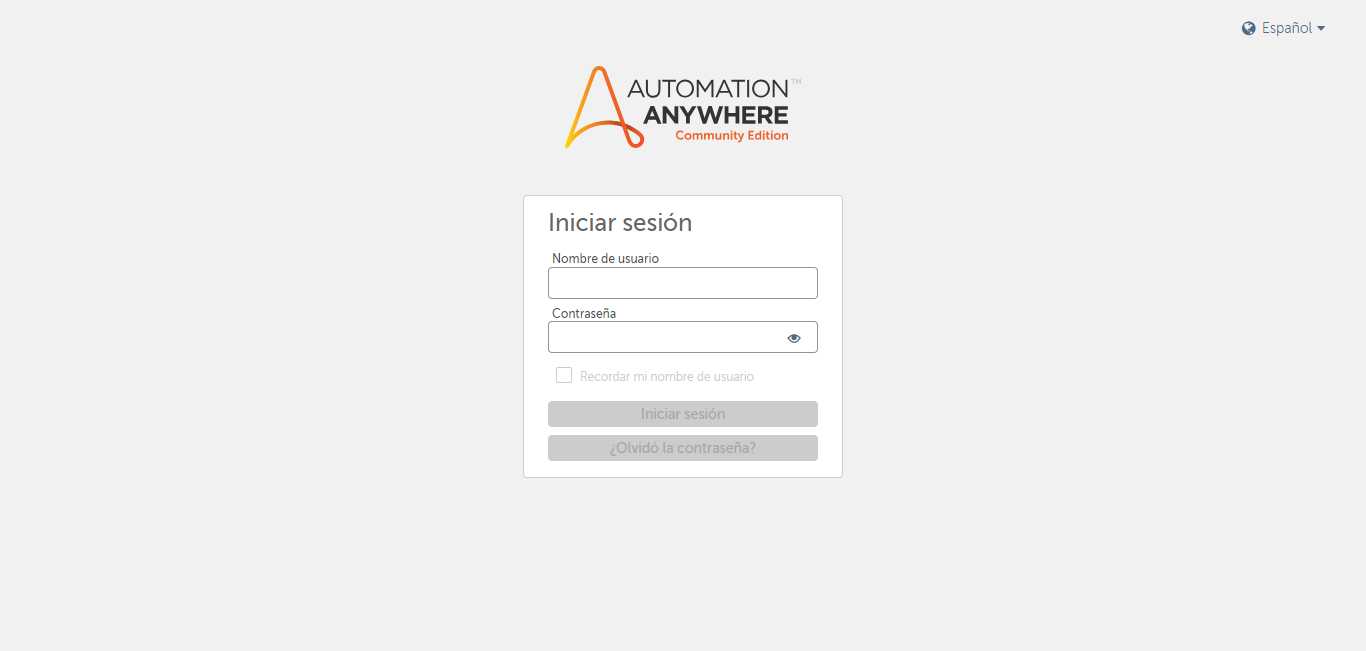 Español
AUTOMATION™
ANYWHERE
Community Edition
Iniciar sesión
Nombre de usuario
Contraseña
Recordar mi nombre de usuario
Iniciar sesión
¿Olvidó la contraseña?